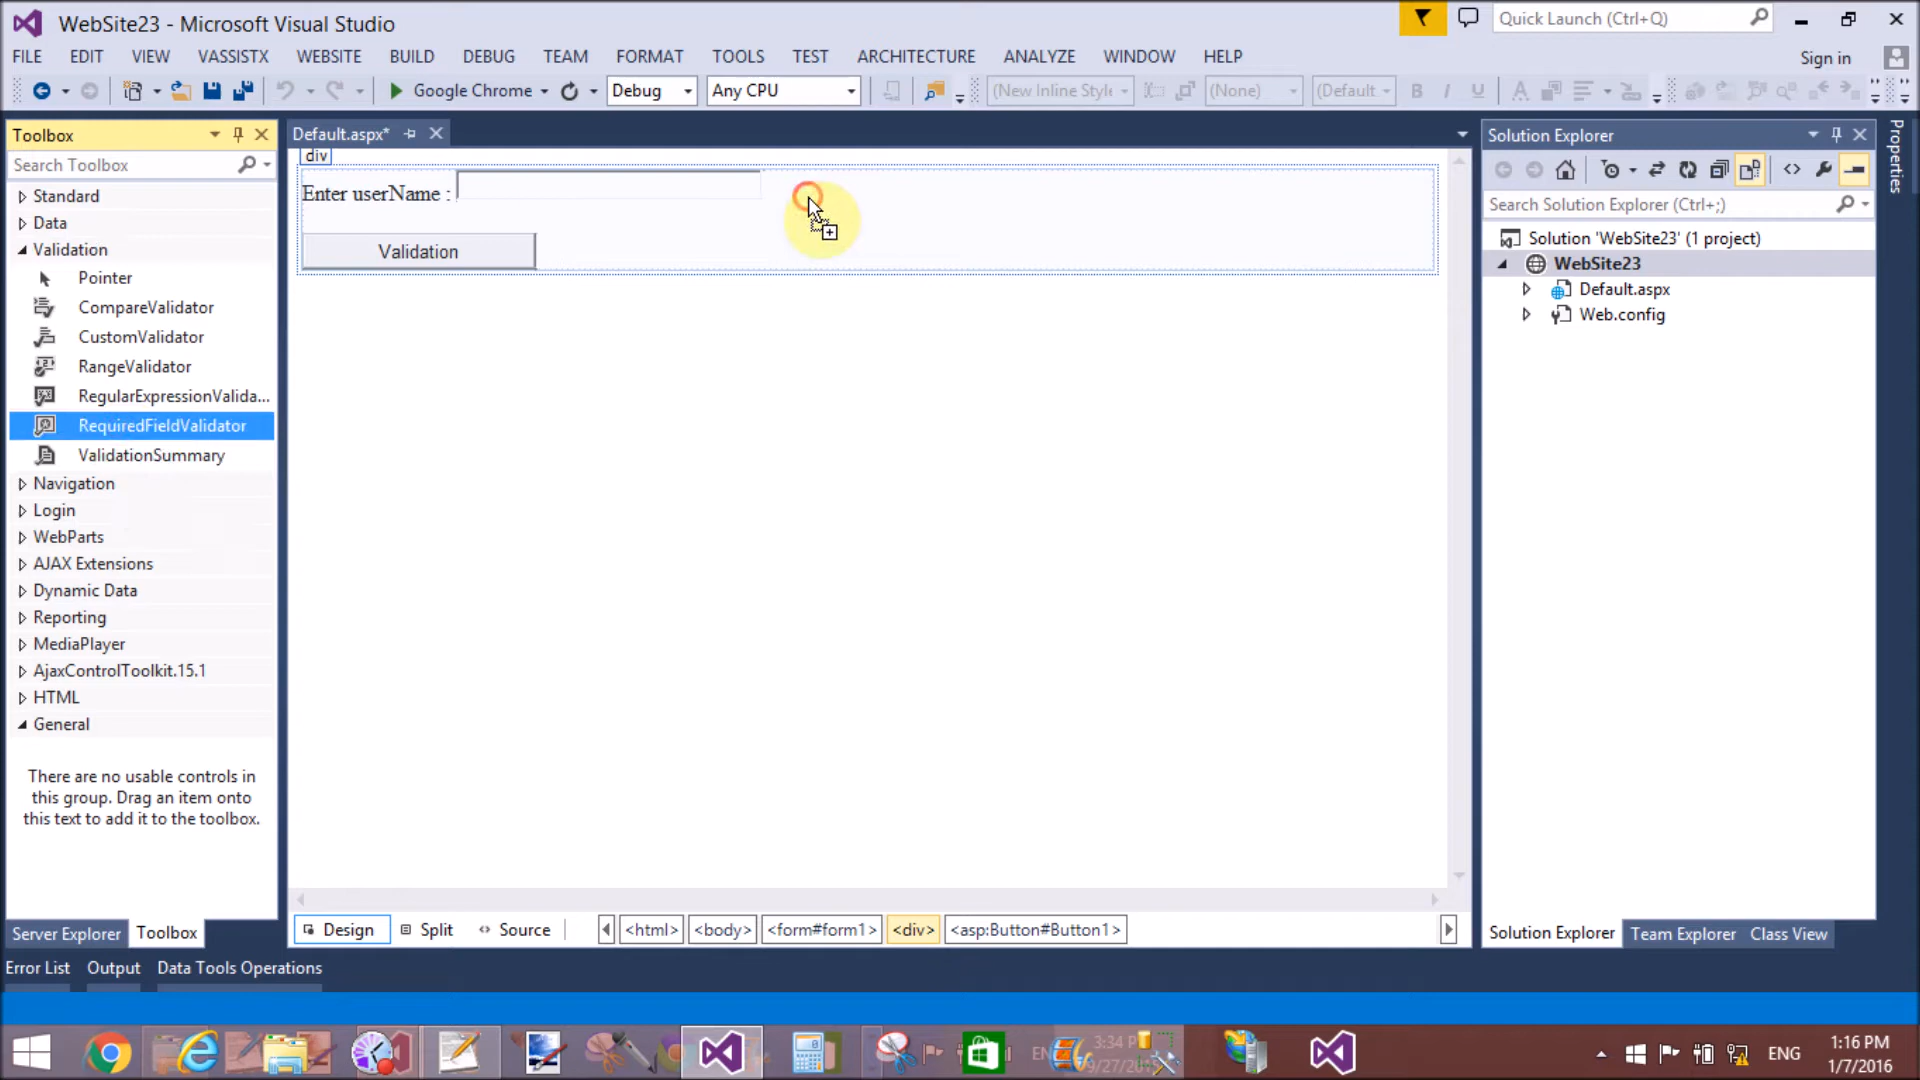 WebSite23 - Microsoft Visual Studio
Quick Launch (Ctrl+Q)
FILE EDIT VIEW VASSISTX WEBSITE BUILD DEBUG TEAM FORMAT TOOLS TEST ARCHITECTURE ANALYZE WINDOW HELP
Sign in
Google Chrome Debug Any CPU (New Inline Style (None) (Default
Toolbox
Search Toolbox
Standard
Data
Validation
Pointer
CompareValidator
CustomValidator
RangeValidator
RegularExpressionValida...
RequiredFieldValidator
ValidationSummary
Navigation
Login
WebParts
AJAX Extensions
Dynamic Data
Reporting
MediaPlayer
AjaxControlToolkit.15.1
HTML
General
There are no usable controls in
this group. Drag an item onto
this text to add it to the toolbox.
Server Explorer Toolbox
Default.aspx*
div
Enter userName :
Validation
Design Split Source <html> <body> <form#form1> <div> <asp:Button#Button1>
Solution Explorer
Search Solution Explorer (Ctrl+;)
Solution 'WebSite23' (1 project)
WebSite23
Default.aspx
Web.config
Solution Explorer Team Explorer Class View
Properties
Error List Output Data Tools Operations
3:34 P
9/27/20
ENG
1:16 PM
1/7/2016